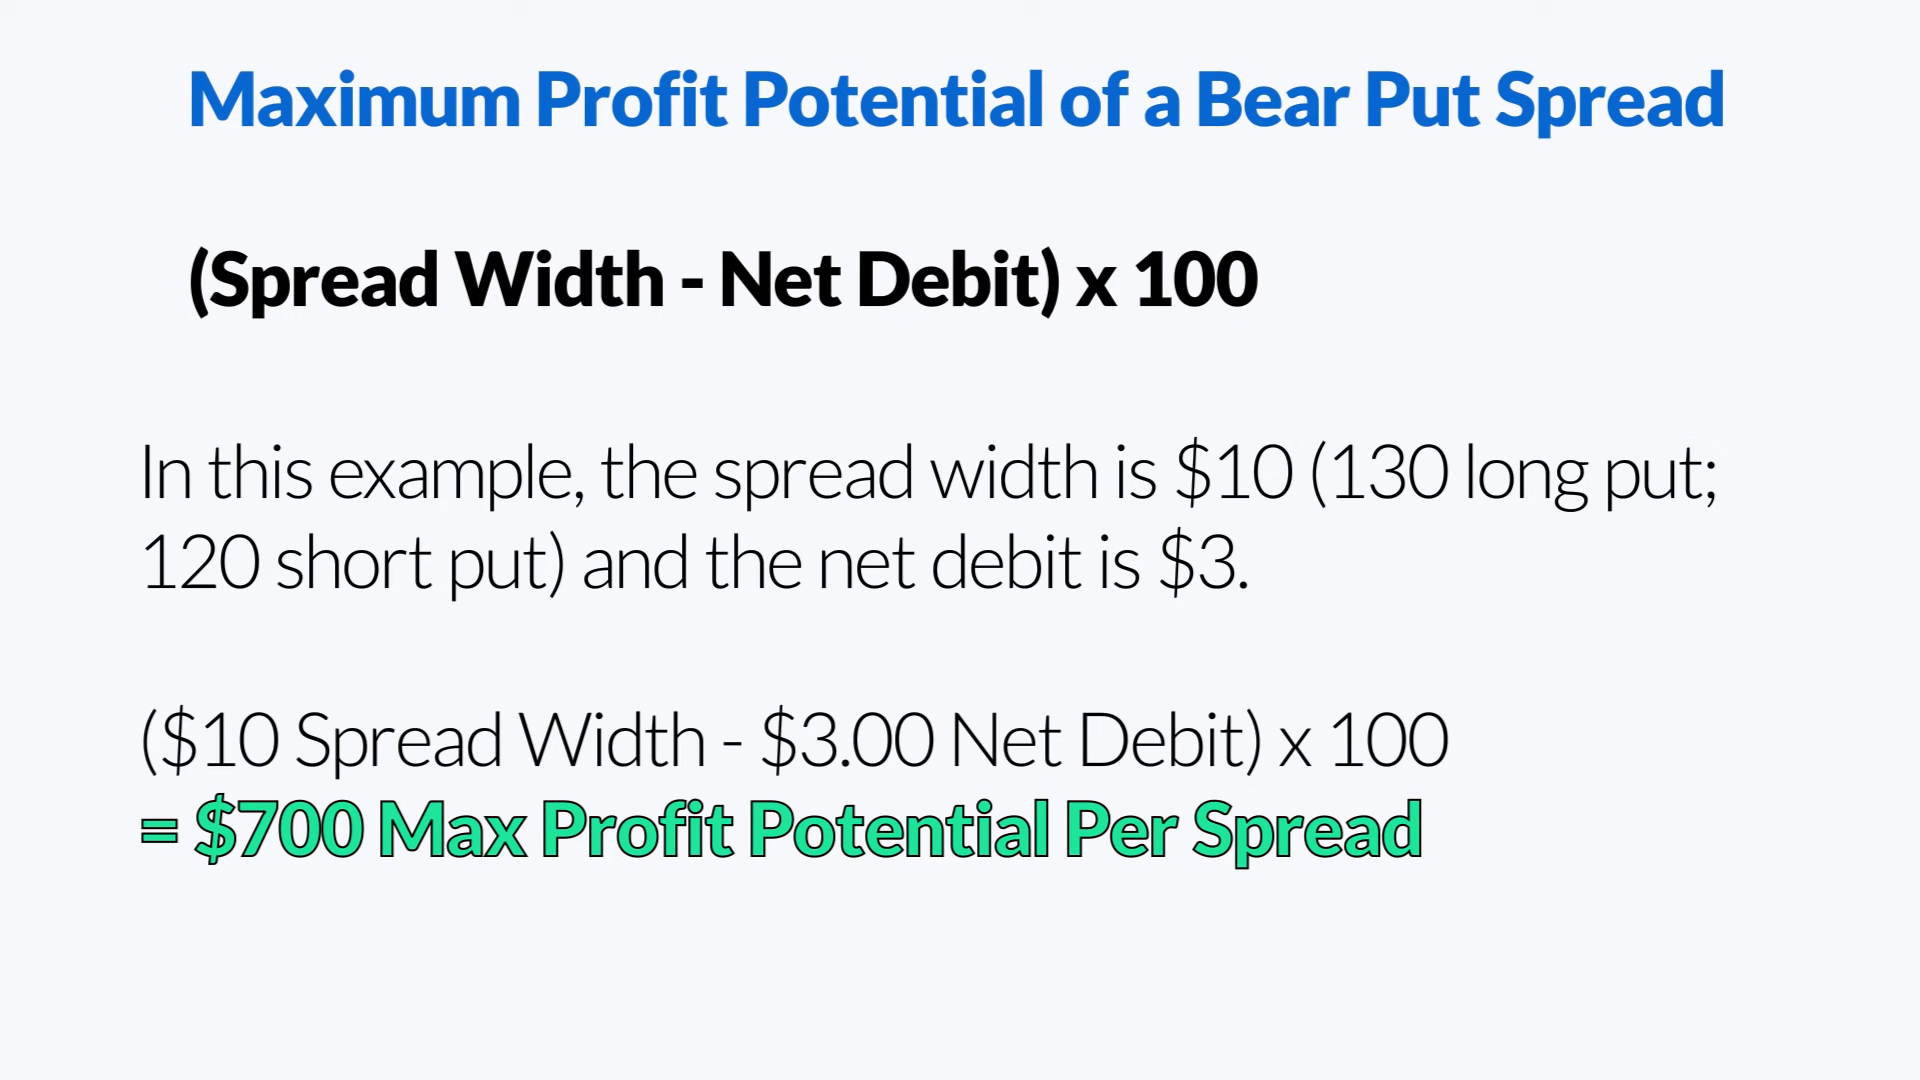 Maximum Profit Potential of a Bear Put Spread
(Spread Width - Net Debit) x 100
In this example, the spread width is $10 (130 long put;
120 short put) and the net debit is $3.
($10 Spread Width - $3.00 Net Debit) x 100
= $700 Max Profit Potential Per Spread